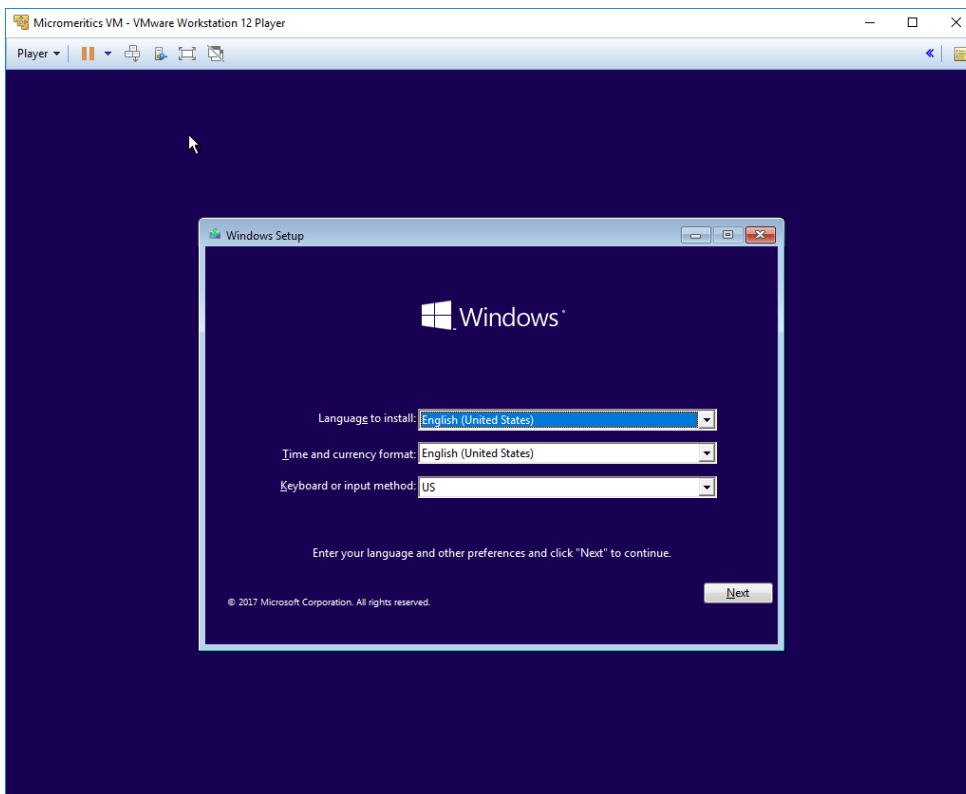 Micromeritics VM - VMware Workstation 12 Player
Player
Windows Setup
Windows
Language to install: English (United States)
Time and currency format: English (United States)
Keyboard or input method: US
Enter your language and other preferences and click "Next" to continue.
Next
© 2017 Microsoft Corporation. All rights reserved.